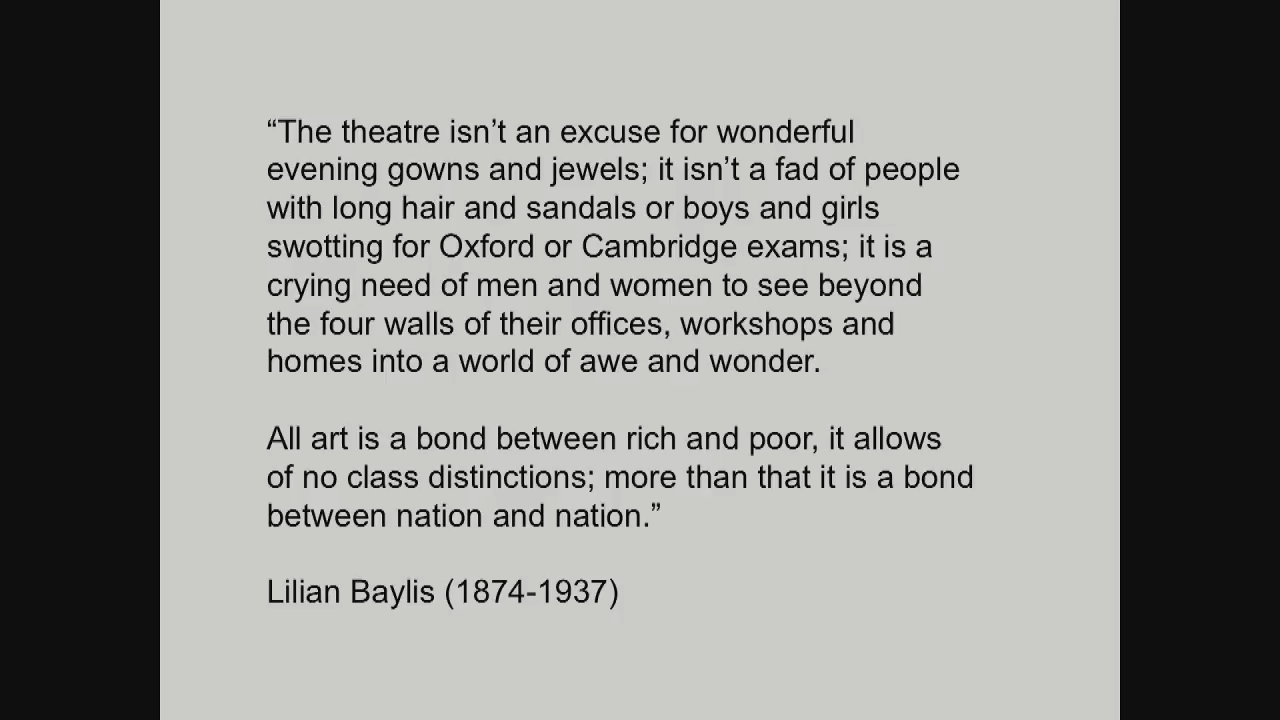 “The theatre isn’t an excuse for wonderful
evening gowns and jewels; it isn’t a fad of people
with long hair and sandals or boys and girls
swotting for Oxford or Cambridge exams; it is a
crying need of men and women to see beyond
the four walls of their offices, workshops and
homes into a world of awe and wonder.
All art is a bond between rich and poor, it allows
of no class distinctions; more than that it is a bond
between nation and nation.”
Lilian Baylis (1874-1937)